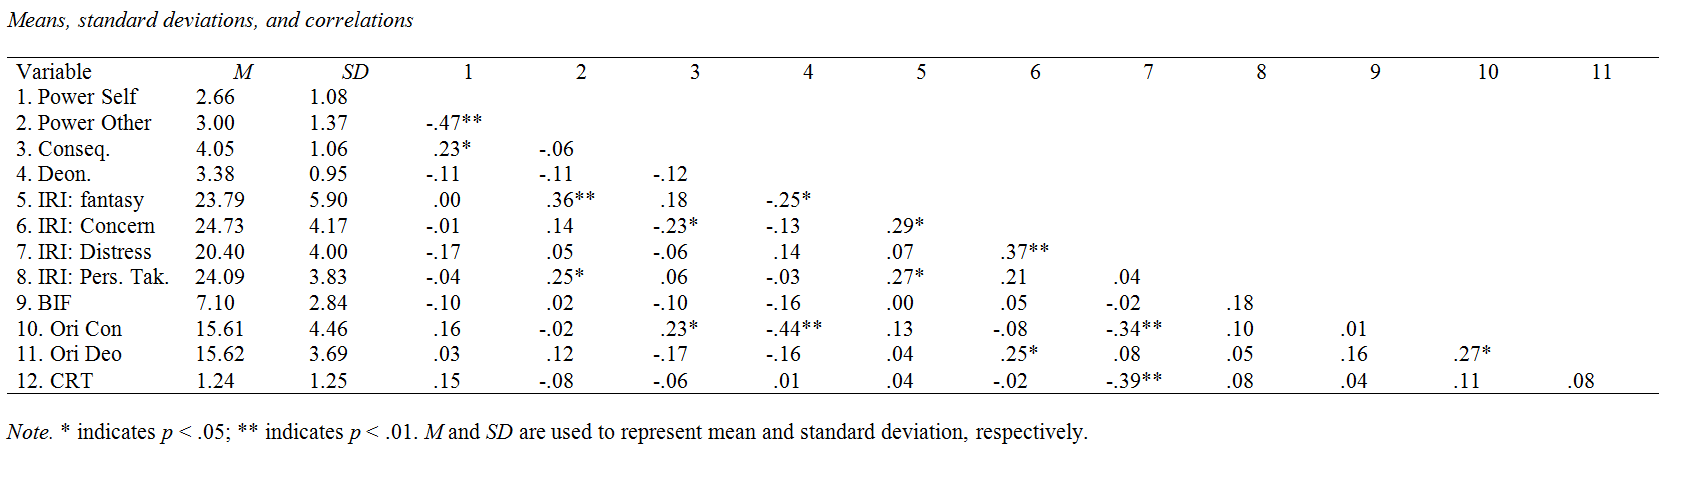 Means, standard deviations, and correlations
Variable M SD 1 2 3 4 5 6 7 8 9 10 11
1. Power Self 2.66 1.08
2. Power Other 3.00 1.37 -.47**
3. Conseq. 4.05 1.06 .23* -.06
4. Deon. 3.38 0.95 -.11 -.11 -.12
5. IRI: fantasy 23.79 5.90 .00 .36** .18 -.25*
6. IRI: Concern 24.73 4.17 -.01 .14 -.23* -.13 .29*
7. IRI: Distress 20.40 4.00 -.17 .05 -.06 .14 .07 .37**
8. IRI: Pers. Tak. 24.09 3.83 -.04 .25* .06 -.03 .27* .21 .04
9. BIF 7.10 2.84 -.10 .02 -.10 -.16 .00 .05 -.02 .18
10. Ori Con 15.61 4.46 .16 -.02 .23* -.44** .13 -.08 -.34** .10 .01
11. Ori Deo 15.62 3.69 .03 .12 -.17 -.16 .04 .25* .08 .05 .16 .27*
12. CRT 1.24 1.25 .15 -.08 -.06 .01 .04 -.02 -.39** .08 .04 .11 .08
Note. * indicates p < .05; ** indicates p < .01. M and SD are used to represent mean and standard deviation, respectively.